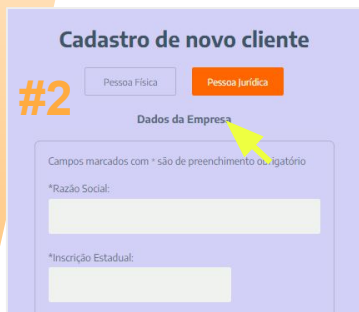 Cadastro de novo cliente
#2
Pessoa Física
Pessoa Jurídica
Dados da Empresa
Campos marcados com * são de preenchimento obrigatório
*Razão Social:
*Inscrição Estadual: